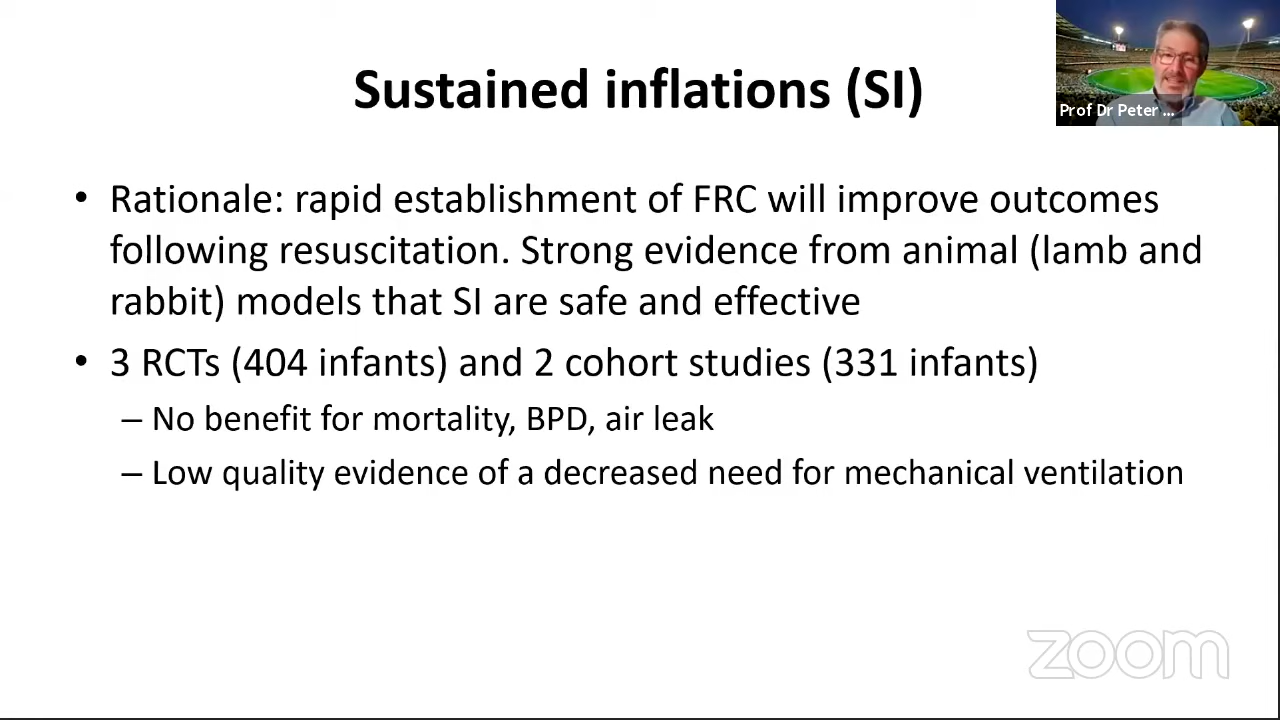 Sustained inflations (SI)
Prof Dr Peter ...
• Rationale: rapid establishment of FRC will improve outcomes
following resuscitation. Strong evidence from animal (lamb and
rabbit) models that SI are safe and effective
• 3 RCTs (404 infants) and 2 cohort studies (331 infants)
– No benefit for mortality, BPD, air leak
– Low quality evidence of a decreased need for mechanical ventilation
zoom